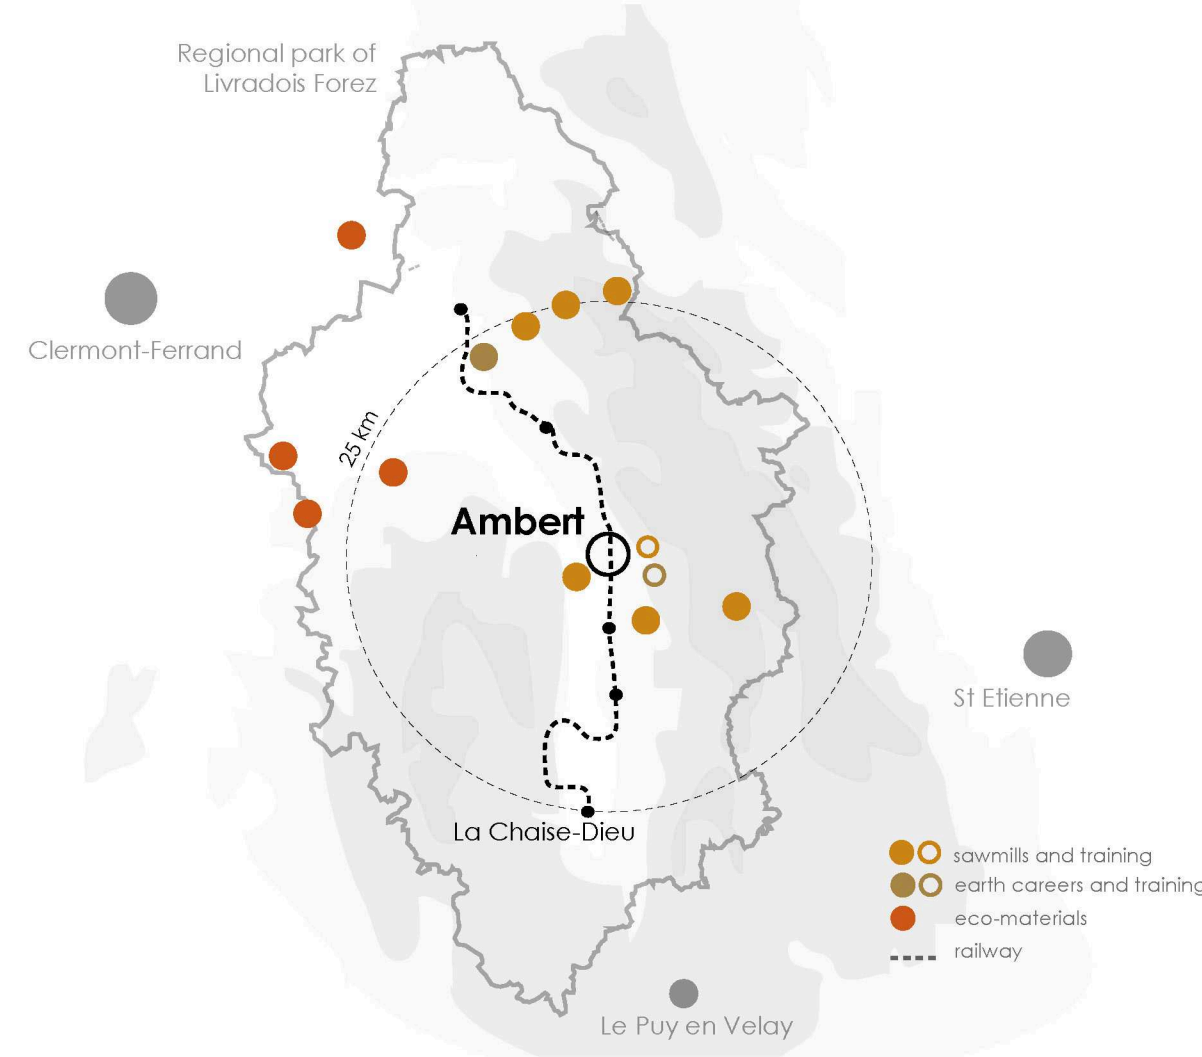 Regional park of
Livradois Forez
Clermont-Ferrand
25 km
Ambert
St Etienne
La Chaise-Dieu
sawmills and training
earth careers and training
eco-materials
railway
Le Puy en Velay